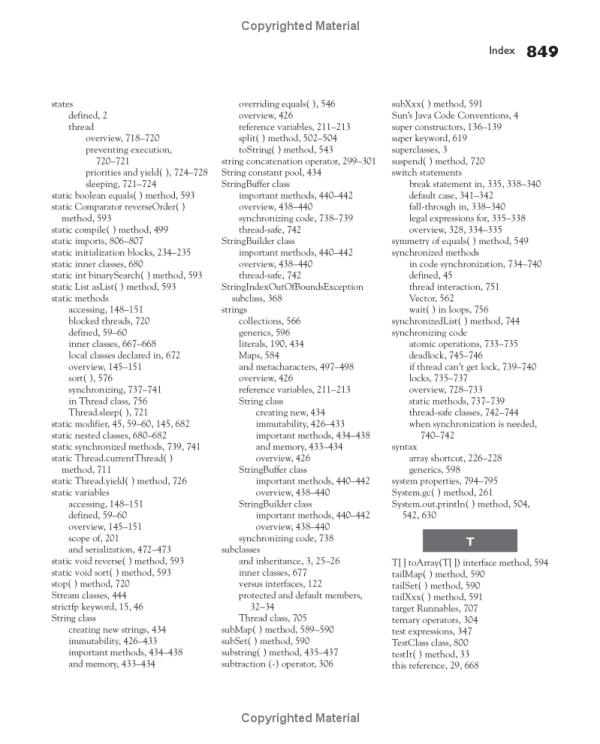 Copyrighted Material
Index 849
states
defined, 2
thread
overview, 718–720
preventing execution,
720–721
priorities and yield( ), 724–728
sleeping, 721–724
static boolean equals( ) method, 593
static Comparator reverseOrder( )
method, 593
static compile( ) method, 499
static imports, 806–807
static initialization blocks, 234–235
static inner classes, 680
static int binarySearch( ) method, 593
static List asList( ) method, 593
static methods
accessing, 148–151
blocked threads, 720
defined, 59–60
inner classes, 667–668
local classes declared in, 672
overview, 145–151
sort( ), 576
synchronizing, 737–741
in Thread class, 756
Thread.sleep( ), 721
static modifier, 45, 59–60, 145, 682
static nested classes, 680–682
static synchronized methods, 739, 741
static Thread.currentThread( )
method, 711
static Thread.yield( ) method, 726
static variables
accessing, 148–151
defined, 59–60
overview, 145–151
scope of, 201
and serialization, 472–473
static void reverse( ) method, 593
static void sort( ) method, 593
stop( ) method, 720
Stream classes, 444
strictfp keyword, 15, 46
String class
creating new strings, 434
immutability, 426–433
important methods, 434–438
and memory, 433–434
overriding equals( ), 546
overview, 426
reference variables, 211–213
split( ) method, 502–504
toString( ) method, 543
string concatenation operator, 299–301
String constant pool, 434
StringBuffer class
important methods, 440–442
overview, 438–440
synchronizing code, 738–739
thread-safe, 742
StringBuilder class
important methods, 440–442
overview, 438–440
thread-safe, 742
StringIndexOutOfBoundsException
subclass, 368
strings
collections, 566
generics, 596
literals, 190, 434
Maps, 584
and metacharacters, 497–498
overview, 426
reference variables, 211–213
String class
creating new, 434
immutability, 426–433
important methods, 434–438
and memory, 433–434
overview, 426
StringBuffer class
important methods, 440–442
overview, 438–440
StringBuilder class
important methods, 440–442
overview, 438–440
synchronizing code, 738
subclasses
and inheritance, 3, 25–26
inner classes, 677
versus interfaces, 122
protected and default members,
32–34
Thread class, 705
subMap( ) method, 589–590
subSet( ) method, 590
substring( ) method, 435–437
subtraction (-) operator, 306
subXxx( ) method, 591
Sun's Java Code Conventions, 4
super constructors, 136–139
super keyword, 619
superclasses, 3
suspend( ) method, 720
switch statements
break statement in, 335, 338–340
default case, 341–342
fall-through in, 338–340
legal expressions for, 335–338
overview, 328, 334–335
symmetry of equals( ) method, 549
synchronized methods
in code synchronization, 734–740
defined, 45
thread interaction, 751
Vector, 562
wait( ) in loops, 756
synchronizedList( ) method, 744
synchronizing code
atomic operations, 733–735
deadlock, 745–746
if thread can't get lock, 739–740
locks, 735–737
overview, 728–733
static methods, 737–739
thread-safe classes, 742–744
when synchronization is needed,
740–742
syntax
array shortcut, 226–228
generics, 598
system properties, 794–795
System.gc( ) method, 261
System.out.println( ) method, 504,
542, 630
T
T[ ] toArray(T[ ]) interface method, 594
tailMap( ) method, 590
tailSet( ) method, 590
tailXxx( ) method, 591
target Runnables, 707
ternary operators, 304
test expressions, 347
TestClass class, 800
testIt( ) method, 33
this reference, 29, 668
Copyrighted Material